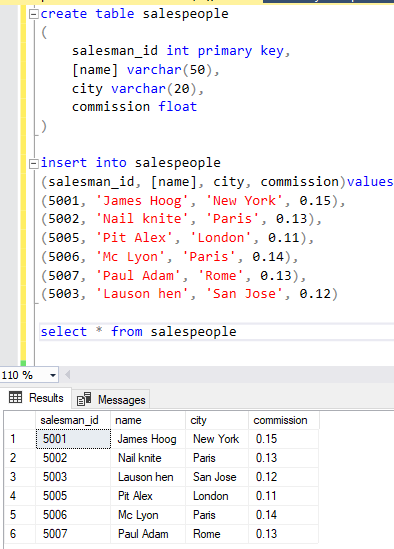 create table salespeople
(
salesman_id int primary key,
[name] varchar(50),
city varchar(20),
commission float
)
insert into salespeople
(salesman_id, [name], city, commission)values
(5001, 'James Hoog', 'New York', 0.15),
(5002, 'Nail knite', 'Paris', 0.13),
(5005, 'Pit Alex', 'London', 0.11),
(5006, 'Mc Lyon', 'Paris', 0.14),
(5007, 'Paul Adam', 'Rome', 0.13),
(5003, 'Lauson hen', 'San Jose', 0.12)
select * from salespeople
110 %
Results Messages
salesman_id name city commission
1 5001 James Hoog New York 0.15
2 5002 Nail knite Paris 0.13
3 5003 Lauson hen San Jose 0.12
4 5005 Pit Alex London 0.11
5 5006 Mc Lyon Paris 0.14
6 5007 Paul Adam Rome 0.13